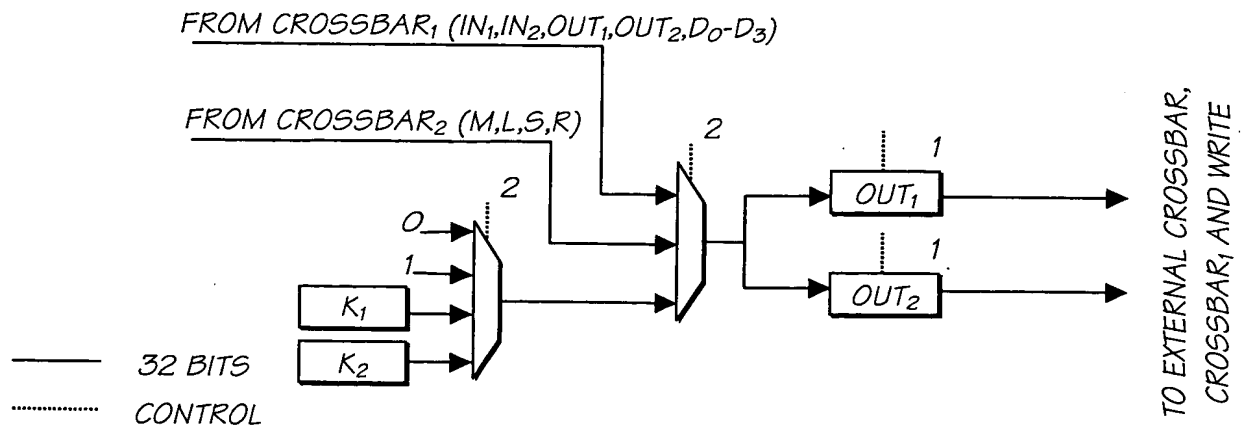 FROM CROSSBAR₁ (IN₁,IN₂,OUT₁,OUT₂,D₀-D₃)
FROM CROSSBAR₂ (M,L,S,R)
2
2
1
OUT₁
0
1
1
OUT₂
K₁
K₂
32 BITS
CONTROL
TO EXTERNAL CROSSBAR,
CROSSBAR₁ AND WRITE